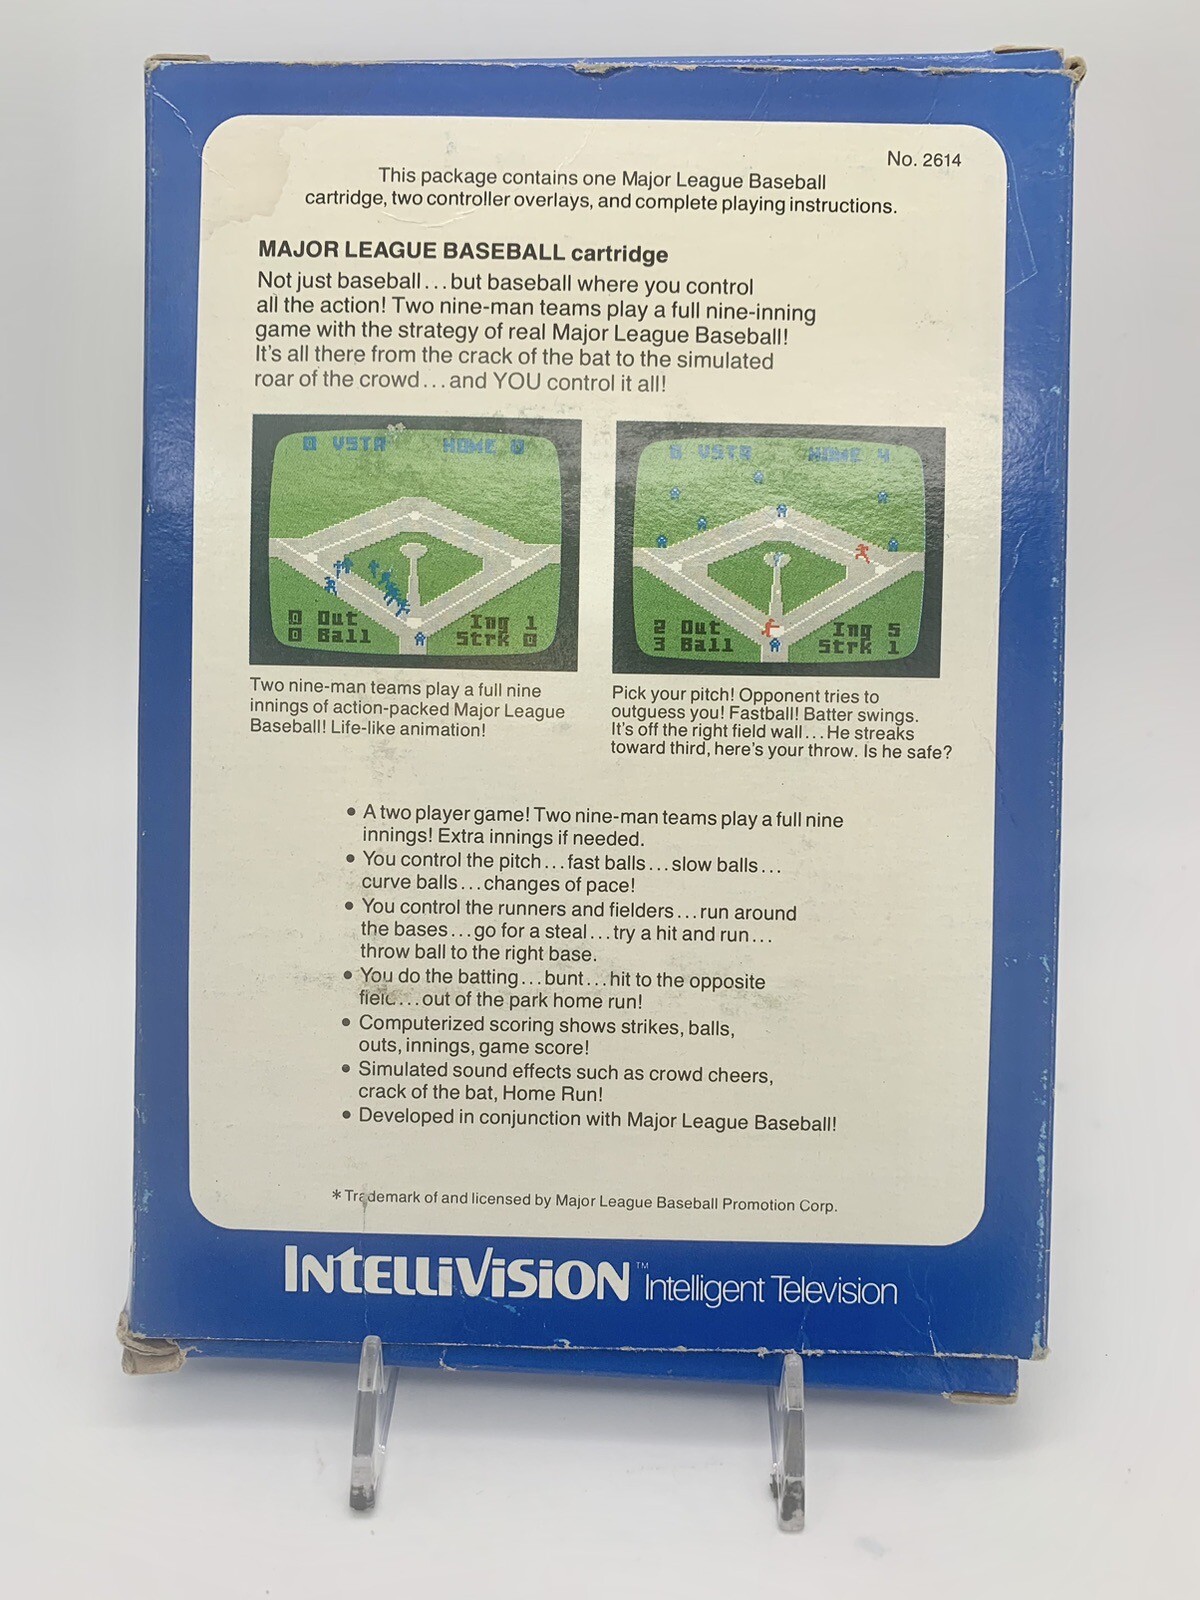 No. 2614
This package contains one Major League Baseball
cartridge, two controller overlays, and complete playing instructions.
MAJOR LEAGUE BASEBALL cartridge
Not just baseball...but baseball where you control
all the action! Two nine-man teams play a full nine-inning
game with the strategy of real Major League Baseball!
It's all there from the crack of the bat to the simulated
roar of the crowd...and YOU control it all!
0 VSTR HOME 0
0 Out Ing 1
0 Ball Strk 0
Two nine-man teams play a full nine
innings of action-packed Major League
Baseball! Life-like animation!
VSTR HOME 4
2 Out Ing 5
3 Ball Strk 1
Pick your pitch! Opponent tries to
outguess you! Fastball! Batter swings.
It's off the right field wall...He streaks
toward third, here's your throw. Is he safe?
• A two player game! Two nine-man teams play a full nine
innings! Extra innings if needed.
• You control the pitch...fast balls...slow balls...
curve balls...changes of pace!
• You control the runners and fielders...run around
the bases...go for a steal...try a hit and run...
throw ball to the right base.
• You do the batting...bunt...hit to the opposite
field...out of the park home run!
• Computerized scoring shows strikes, balls,
outs, innings, game score!
• Simulated sound effects such as crowd cheers,
crack of the bat, Home Run!
• Developed in conjunction with Major League Baseball!
* Trademark of and licensed by Major League Baseball Promotion Corp.
INTELLIVISION™ Intelligent Television